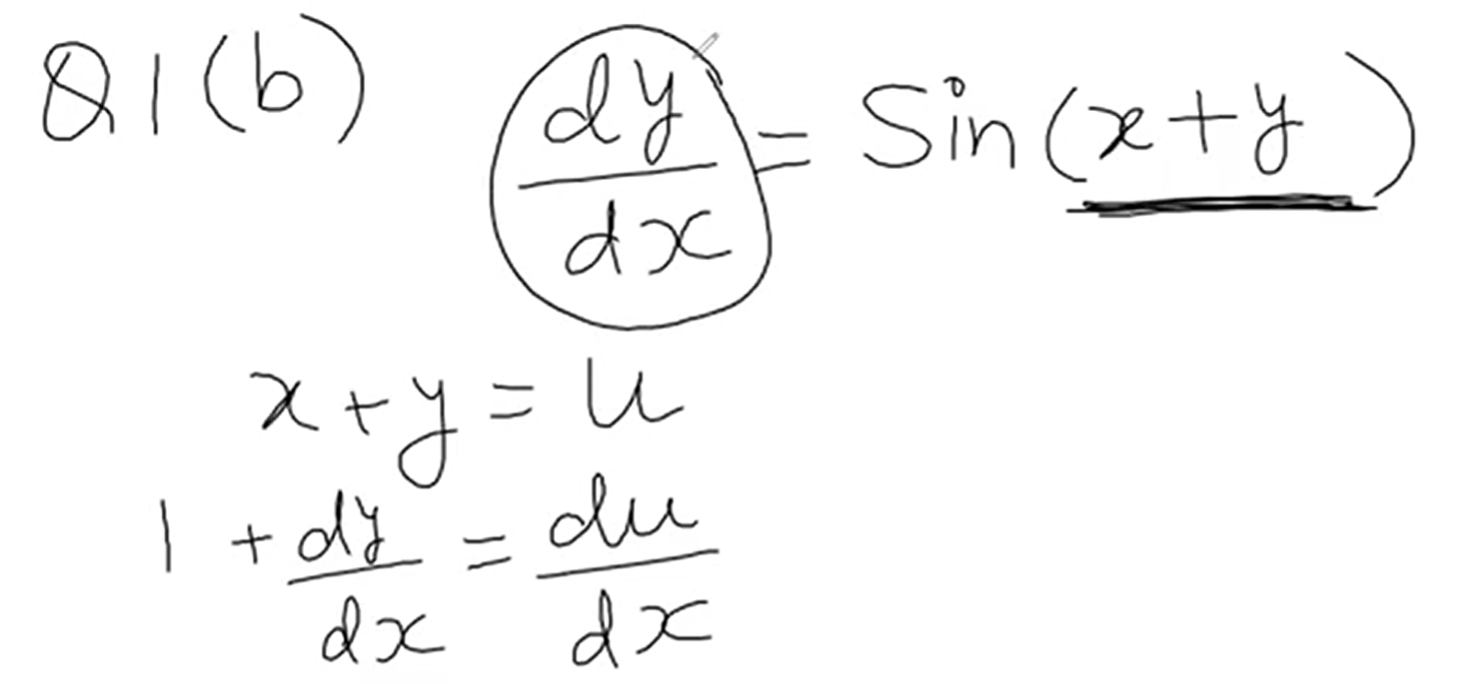 Q1(b) dy/dx = Sin(x+y)
x+y = u
1 + dy/dx = du/dx